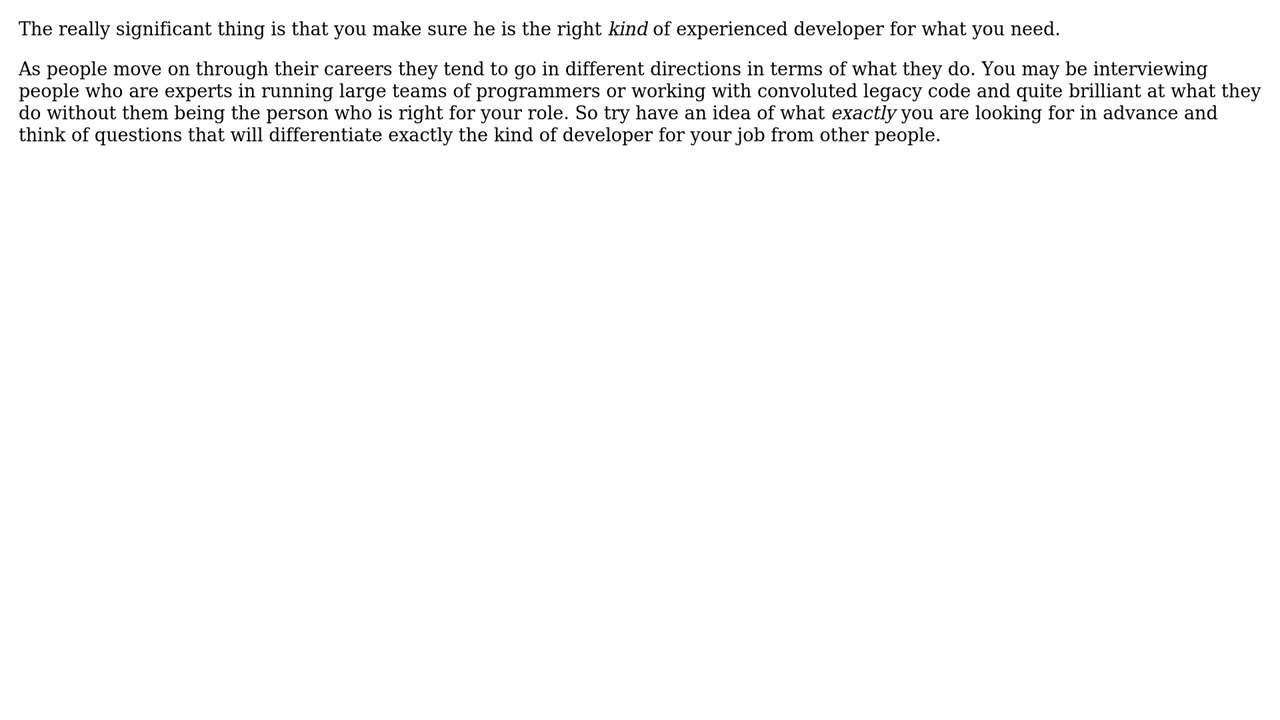 The really significant thing is that you make sure he is the right kind of experienced developer for what you need.
As people move on through their careers they tend to go in different directions in terms of what they do. You may be interviewing
people who are experts in running large teams of programmers or working with convoluted legacy code and quite brilliant at what they
do without them being the person who is right for your role. So try have an idea of what exactly you are looking for in advance and
think of questions that will differentiate exactly the kind of developer for your job from other people.